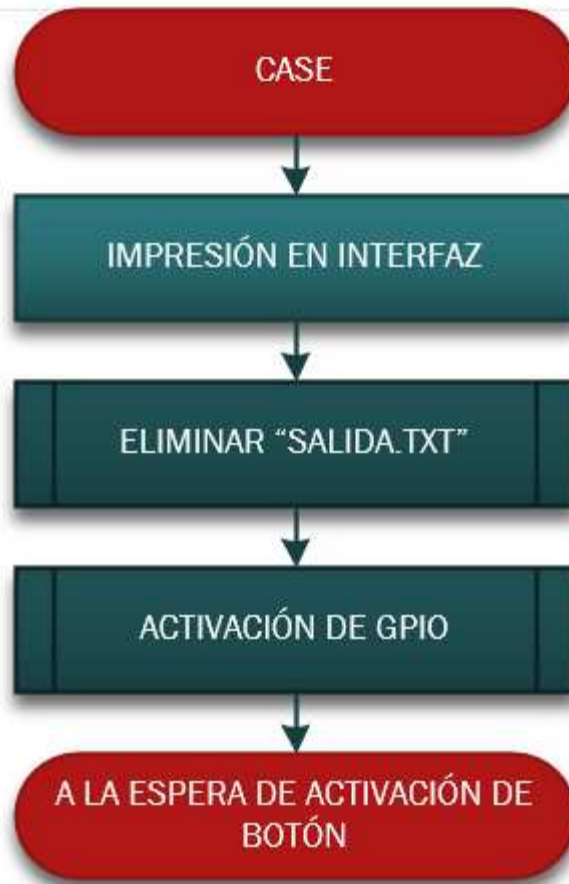 CASE
IMPRESIÓN EN INTERFAZ
ELIMINAR “SALIDA.TXT”
ACTIVACIÓN DE GPIO
A LA ESPERA DE ACTIVACIÓN DE
BOTÓN